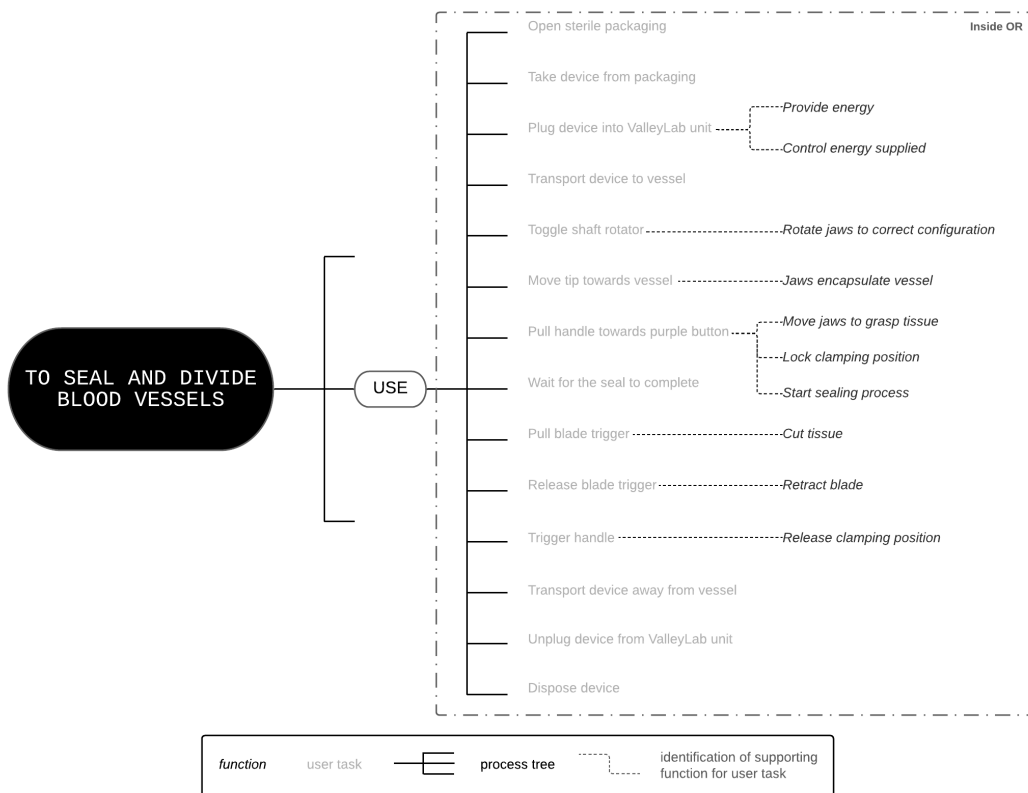 Inside OR
Open sterile packaging
Take device from packaging
Plug device into ValleyLab unit
Provide energy
Control energy supplied
Transport device to vessel
Toggle shaft rotator
Rotate jaws to correct configuration
Move tip towards vessel
Jaws encapsulate vessel
Pull handle towards purple button
Move jaws to grasp tissue
Lock clamping position
Start sealing process
TO SEAL AND DIVIDE
BLOOD VESSELS
USE
Wait for the seal to complete
Pull blade trigger
Cut tissue
Release blade trigger
Retract blade
Trigger handle
Release clamping position
Transport device away from vessel
Unplug device from ValleyLab unit
Dispose device
function
user task
process tree
identification of supporting
function for user task